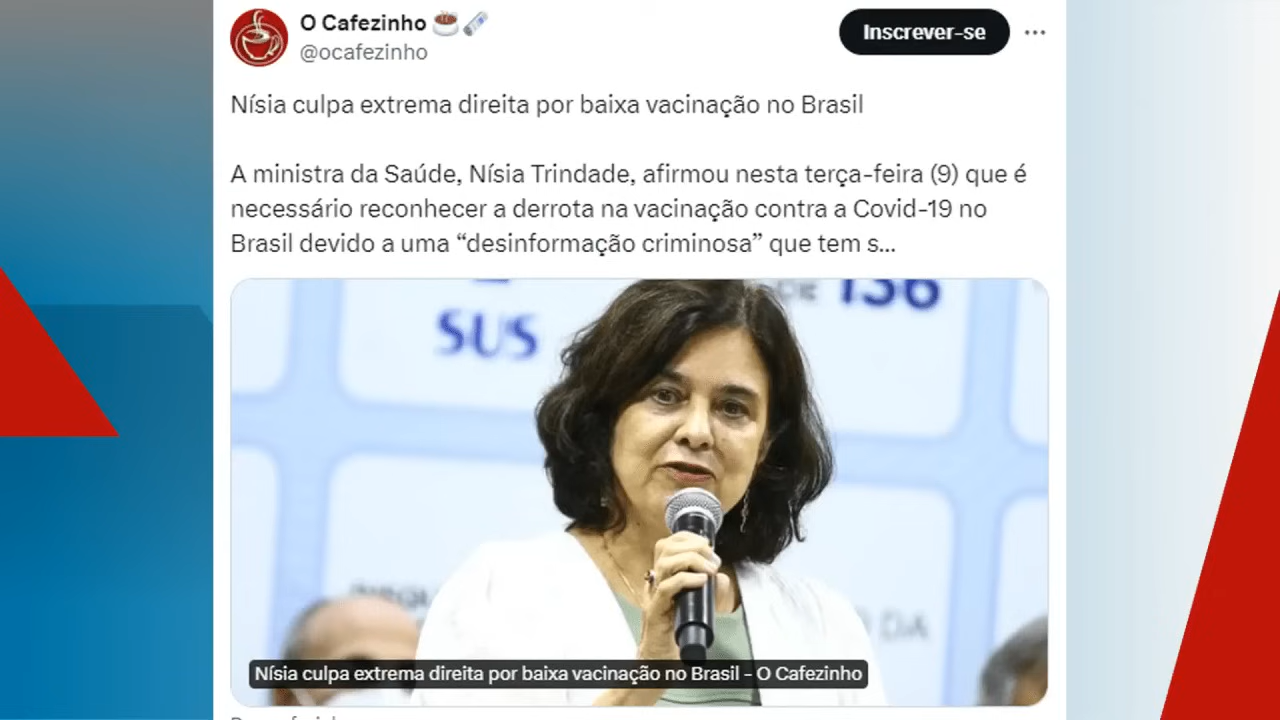 O Cafezinho
@ocafezinho
Inscrever-se
Nísia culpa extrema direita por baixa vacinação no Brasil
A ministra da Saúde, Nísia Trindade, afirmou nesta terça-feira (9) que é
necessário reconhecer a derrota na vacinação contra a Covid-19 no
Brasil devido a uma “desinformação criminosa” que tem s...
DE 136
SUS
DA
Nísia culpa extrema direita por baixa vacinação no Brasil – O Cafezinho